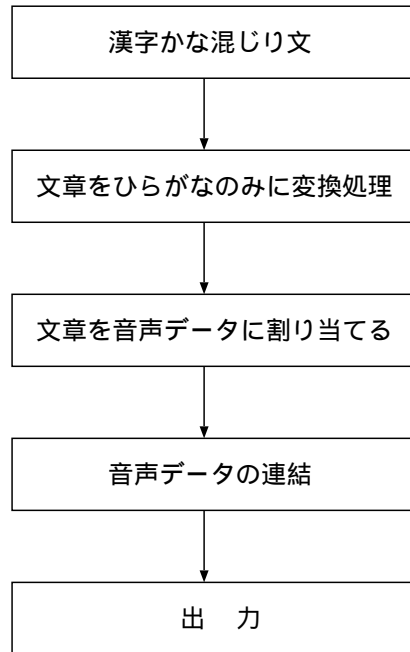 漢字かな混じり文
文章をひらがなのみに変換処理
文章を音声データに割り当てる
音声データの連結
出　力